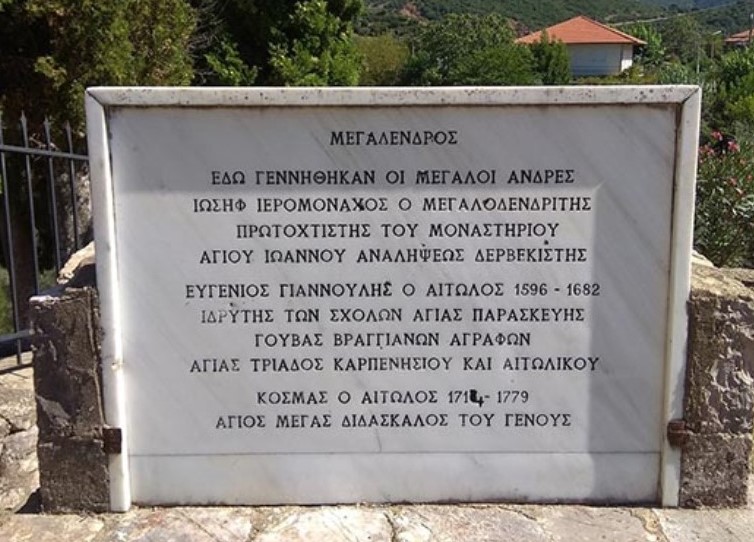 ΜΕΓΑΛΕΝΔΡΟΣ
ΕΔΩ ΓΕΝΝΗΘΗΚΑΝ ΟΙ ΜΕΓΑΛΟΙ ΑΝΔΡΕΣ
ΙΩΣΗΦ ΙΕΡΟΜΟΝΑΧΟΣ Ο ΜΕΓΑΛΟΔΕΝΔΡΙΤΗΣ
ΠΡΩΤΟΧΤΙΣΤΗΣ ΤΟΥ ΜΟΝΑΣΤΗΡΙΟΥ
ΑΓΙΟΥ ΙΩΑΝΝΟΥ ΑΝΑΛΗΨΕΩΣ ΔΕΡΒΕΚΙΣΤΗΣ
ΕΥΓΕΝΙΟΣ ΓΙΑΝΝΟΥΛΗΣ Ο ΑΙΤΩΛΟΣ 1596 - 1682
ΙΔΡΥΤΗΣ ΤΩΝ ΣΧΟΛΩΝ ΑΓΙΑΣ ΠΑΡΑΣΚΕΥΗΣ
ΓΟΥΒΑΣ ΒΡΑΓΓΙΑΝΩΝ ΑΓΡΑΦΩΝ
ΑΓΙΑΣ ΤΡΙΑΔΟΣ ΚΑΡΠΕΝΗΣΙΟΥ ΚΑΙ ΑΙΤΩΛΙΚΟΥ
ΚΟΣΜΑΣ Ο ΑΙΤΩΛΟΣ 1714 - 1779
ΑΓΙΟΣ ΜΕΓΑΣ ΔΙΔΑΣΚΑΛΟΣ ΤΟΥ ΓΕΝΟΥΣ